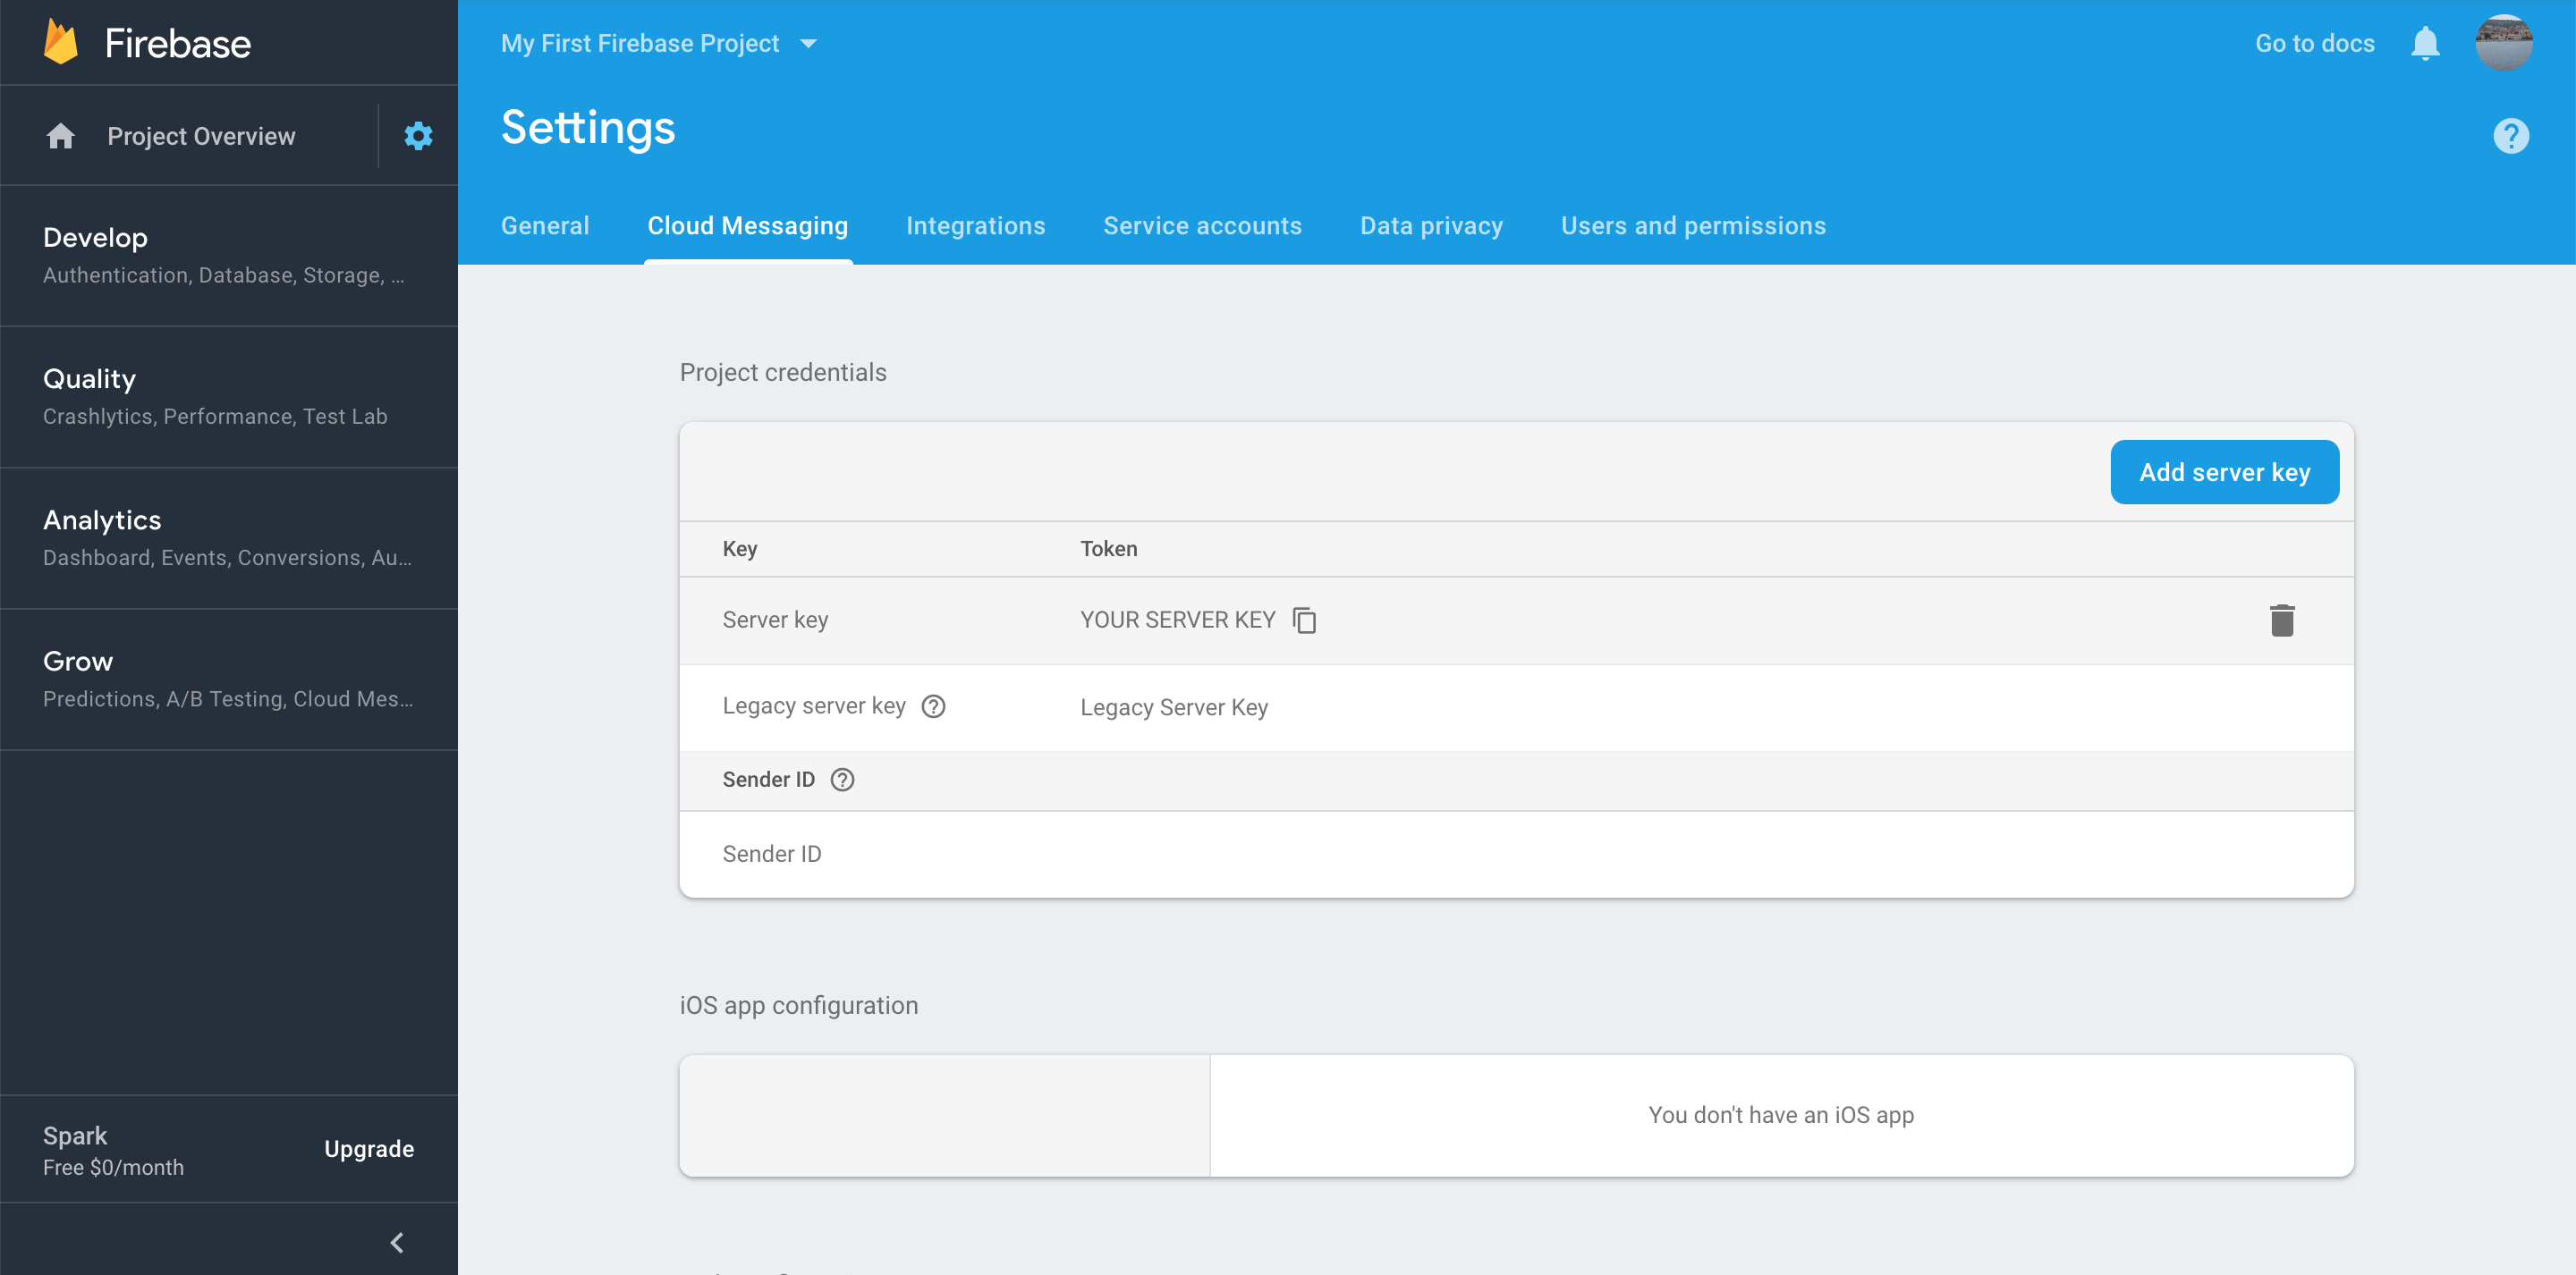 Firebase
Project Overview
Develop
Authentication, Database, Storage, ...
Quality
Crashlytics, Performance, Test Lab
Analytics
Dashboard, Events, Conversions, Au...
Grow
Predictions, A/B Testing, Cloud Mes...
Spark
Free $0/month
Upgrade
My First Firebase Project
Go to docs
Settings
General Cloud Messaging Integrations Service accounts Data privacy Users and permissions
Project credentials
Add server key
Key Token
Server key YOUR SERVER KEY
Legacy server key Legacy Server Key
Sender ID
Sender ID
iOS app configuration
You don't have an iOS app